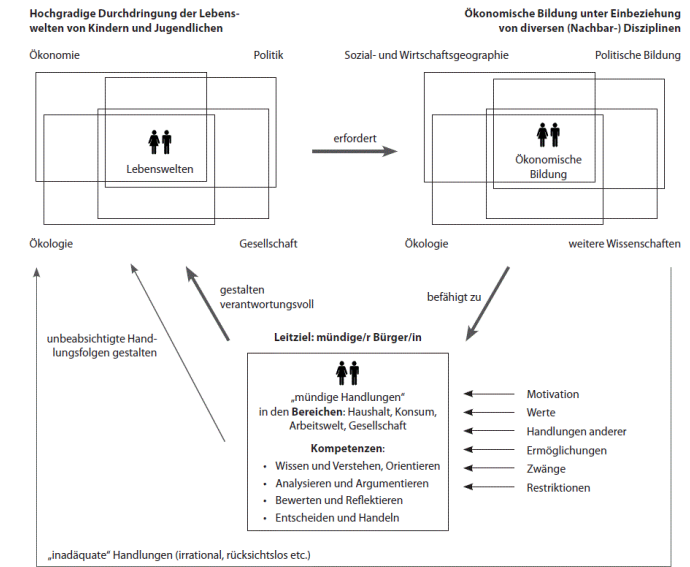 Hochgradige Durchdringung der Lebens-
welten von Kindern und Jugendlichen
Ökonomische Bildung unter Einbeziehung
von diversen (Nachbar-) Disziplinen
Ökonomie
Politik
Sozial- und Wirtschaftsgeographie
Politische Bildung
Lebenswelten
erfordert
Ökonomische
Bildung
Ökologie
Gesellschaft
Ökologie
weitere Wissenschaften
gestalten
verantwortungsvoll
befähigt zu
unbeabsichtigte Hand-
lungsfolgen gestalten
Leitziel: mündige/r Bürger/in
„mündige Handlungen“
in den Bereichen: Haushalt, Konsum,
Arbeitswelt, Gesellschaft
Kompetenzen:
• Wissen und Verstehen, Orientieren
• Analysieren und Argumentieren
• Bewerten und Reflektieren
• Entscheiden und Handeln
Motivation
Werte
Handlungen anderer
Ermöglichungen
Zwänge
Restriktionen
„inadäquate“ Handlungen (irrational, rücksichtslos etc.)